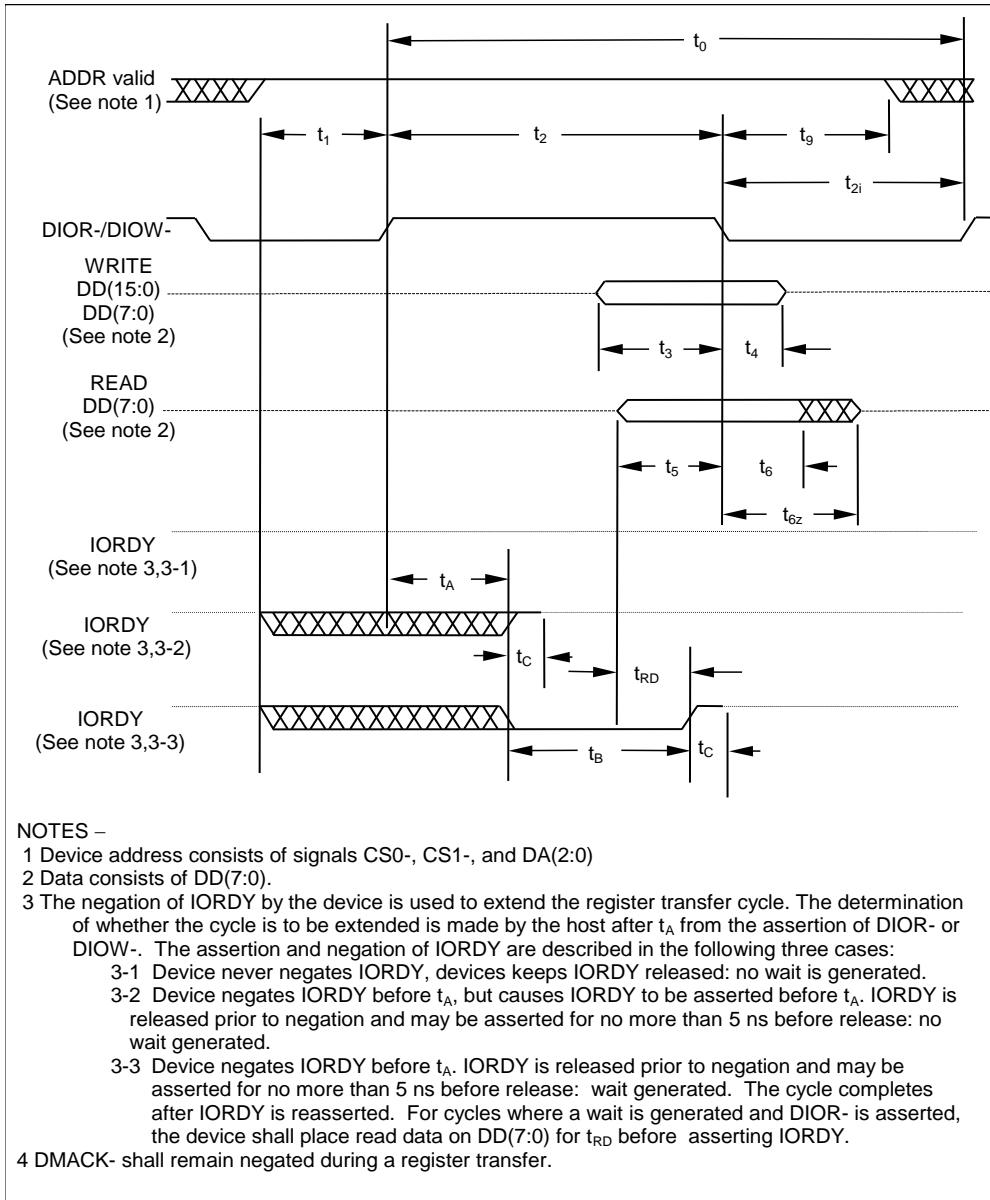 t0
ADDR valid
(See note 1)
t1
t2
t9
t2i
DIOR-/DIOW-
WRITE
DD(15:0)
DD(7:0)
(See note 2)
t3
t4
READ
DD(7:0)
(See note 2)
t5
t6
t6z
IORDY
(See note 3,3-1)
tA
IORDY
(See note 3,3-2)
tC
tRD
IORDY
(See note 3,3-3)
tB
tC
NOTES –
1 Device address consists of signals CS0-, CS1-, and DA(2:0)
2 Data consists of DD(7:0).
3 The negation of IORDY by the device is used to extend the register transfer cycle. The determination
of whether the cycle is to be extended is made by the host after tA from the assertion of DIOR- or
DIOW-. The assertion and negation of IORDY are described in the following three cases:
3-1 Device never negates IORDY, devices keeps IORDY released: no wait is generated.
3-2 Device negates IORDY before tA, but causes IORDY to be asserted before tA. IORDY is
released prior to negation and may be asserted for no more than 5 ns before release: no
wait generated.
3-3 Device negates IORDY before tA. IORDY is released prior to negation and may be
asserted for no more than 5 ns before release: wait generated. The cycle completes
after IORDY is reasserted. For cycles where a wait is generated and DIOR- is asserted,
the device shall place read data on DD(7:0) for tRD before asserting IORDY.
4 DMACK- shall remain negated during a register transfer.